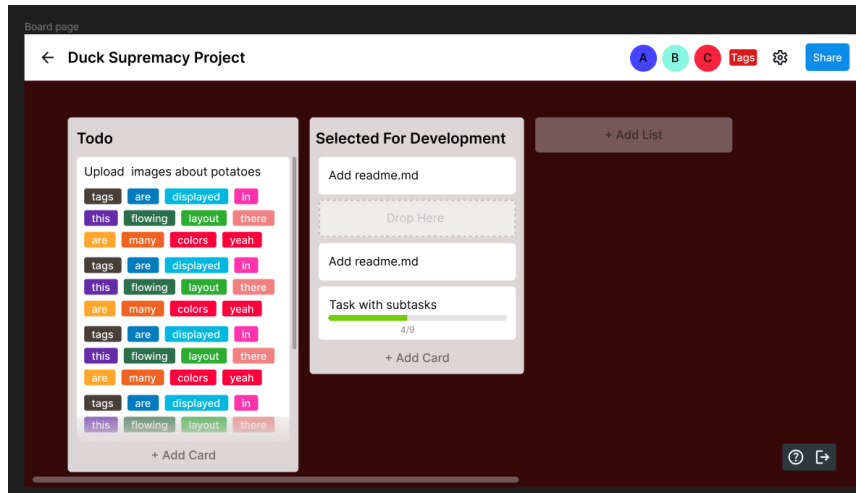 Board page
Duck Supremacy Project
A B C Tags Share
Todo
Upload images about potatoes
tags are displayed in
this flowing layout there
are many colors yeah
tags are displayed in
this flowing layout there
are many colors yeah
tags are displayed in
this flowing layout there
are many colors yeah
tags are displayed in
this flowing layout there
+ Add Card
Selected For Development
Add readme.md
Drop Here
Add readme.md
Task with subtasks
4/9
+ Add Card
+ Add List